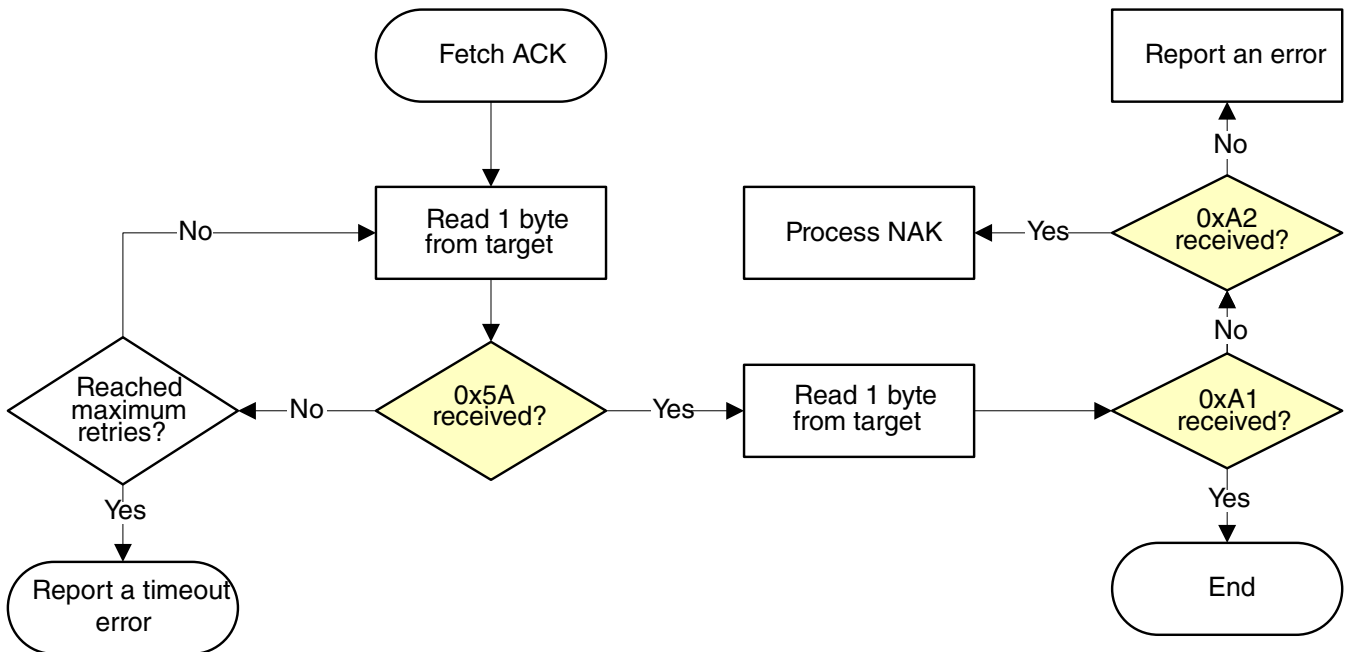 Fetch ACK
Report an error
No
No
Read 1 byte
from target
Process NAK
Yes
0xA2
received?
No
Reached
maximum
retries?
No
0x5A
received?
Yes
Read 1 byte
from target
0xA1
received?
Yes
Yes
Report a timeout
error
End